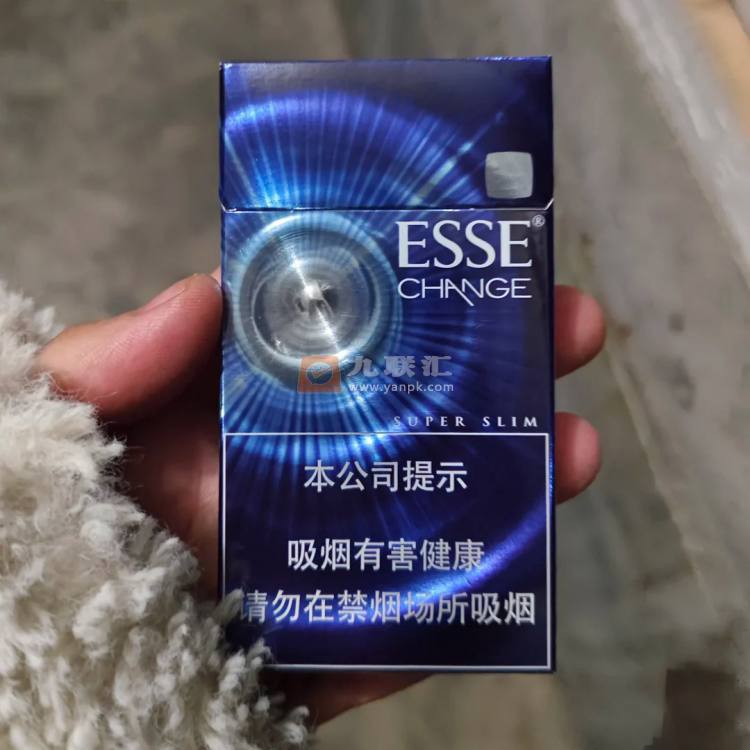 ESSE®
CHANGE
九联汇
www.yanpk.com
SUPER SLIM
本公司提示
吸烟有害健康
请勿在禁烟场所吸烟